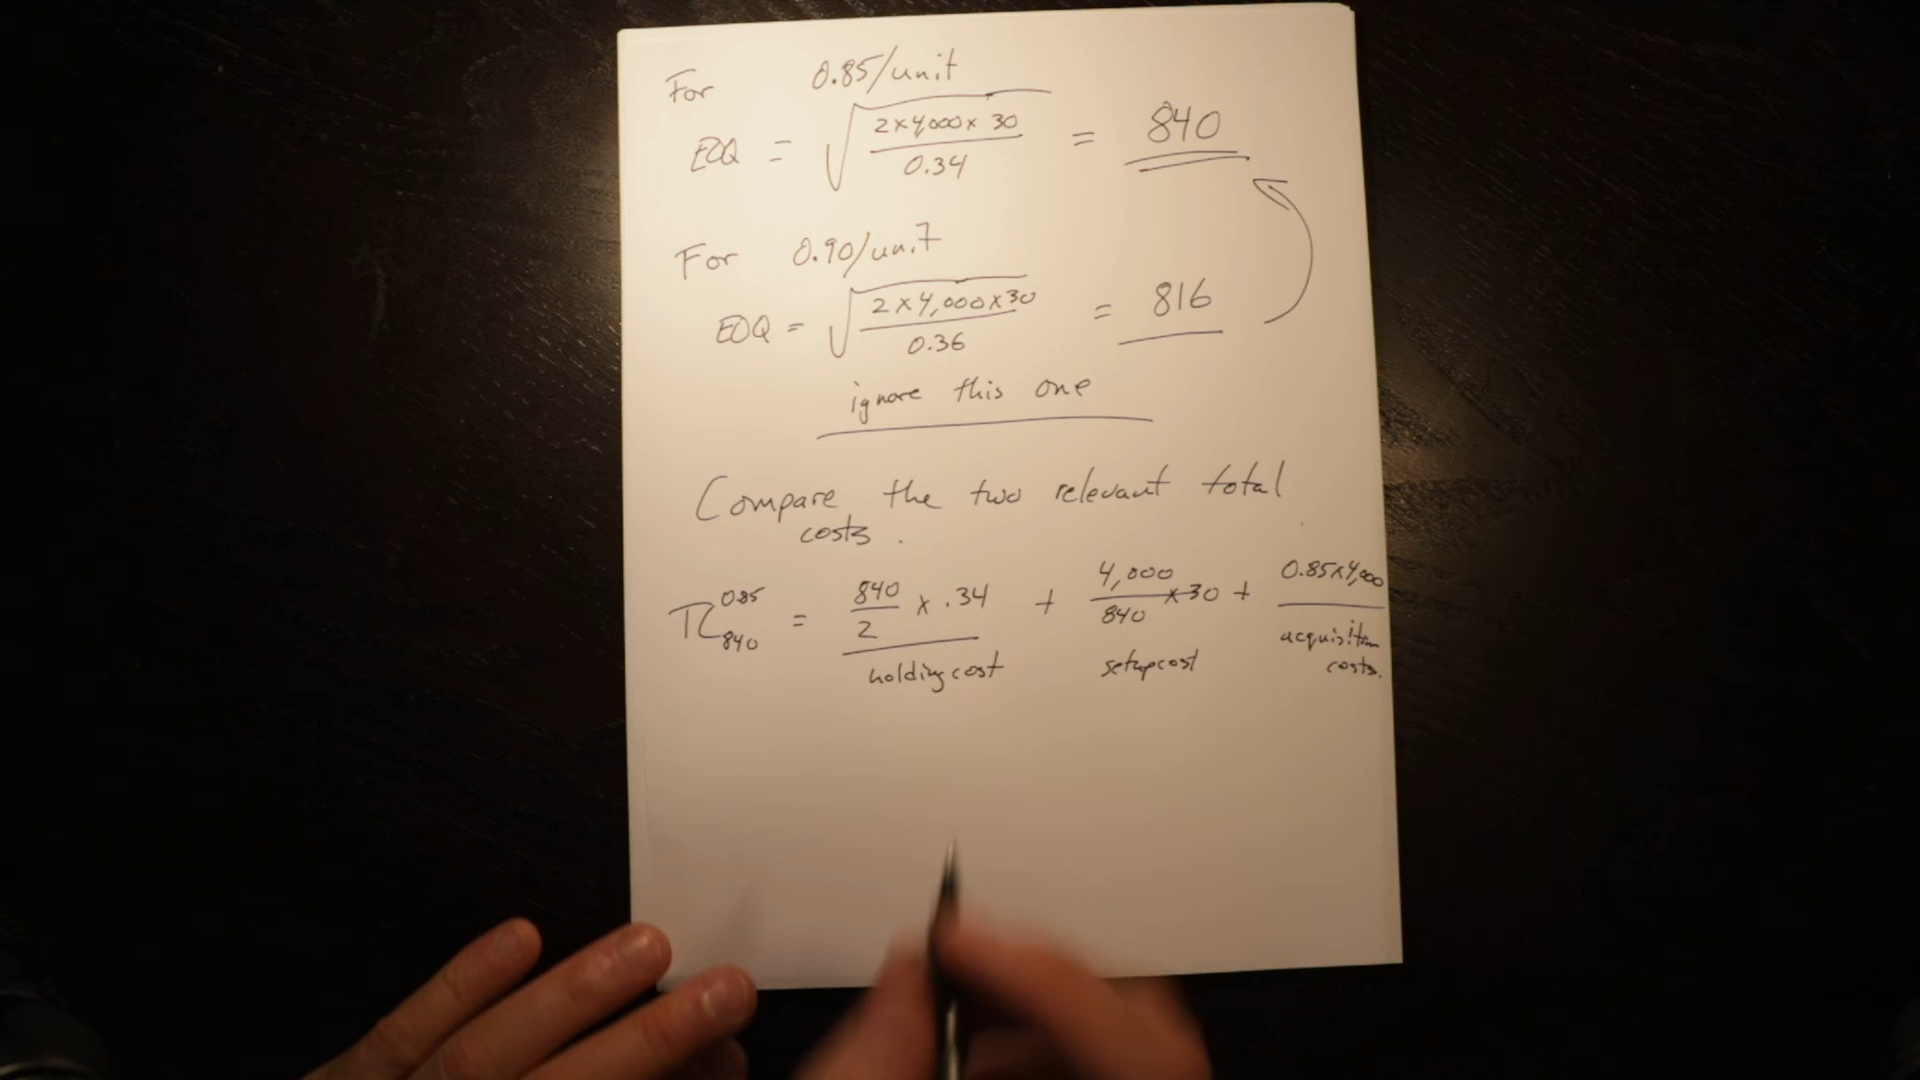 For 0.85/unit
EOQ = √ 2×4,000×30 / 0.34 = 840
For 0.90/unit
EOQ = √ 2×4,000×30 / 0.36 = 816
ignore this one
Compare the two relevant total
costs.
TC 0.85 840 = 840/2 × .34 + 4,000/840 ×30 + 0.85×4,000
holding cost setup cost acquisition
costs.